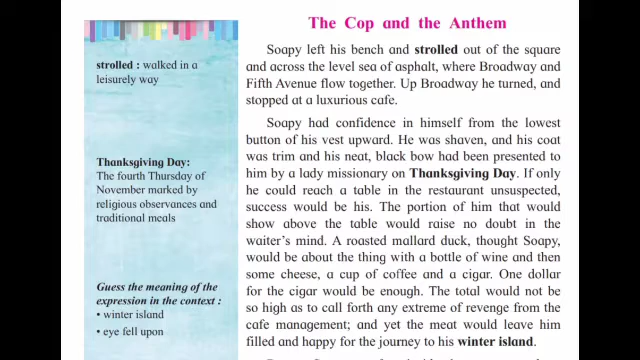 The Cop and the Anthem
strolled : walked in a
leisurely way
Thanksgiving Day:
The fourth Thursday of
November marked by
religious observances and
traditional meals
Guess the meaning of the
expression in the context :
• winter island
• eye fell upon
Soapy left his bench and strolled out of the square
and across the level sea of asphalt, where Broadway and
Fifth Avenue flow together. Up Broadway he turned, and
stopped at a luxurious cafe.
Soapy had confidence in himself from the lowest
button of his vest upward. He was shaven, and his coat
was trim and his neat, black bow had been presented to
him by a lady missionary on Thanksgiving Day. If only
he could reach a table in the restaurant unsuspected,
success would be his. The portion of him that would
show above the table would raise no doubt in the
waiter's mind. A roasted mallard duck, thought Soapy,
would be about the thing with a bottle of wine and then
some cheese, a cup of coffee and a cigar. One dollar
for the cigar would be enough. The total would not be
so high as to call forth any extreme of revenge from the
cafe management; and yet the meat would leave him
filled and happy for the journey to his winter island.